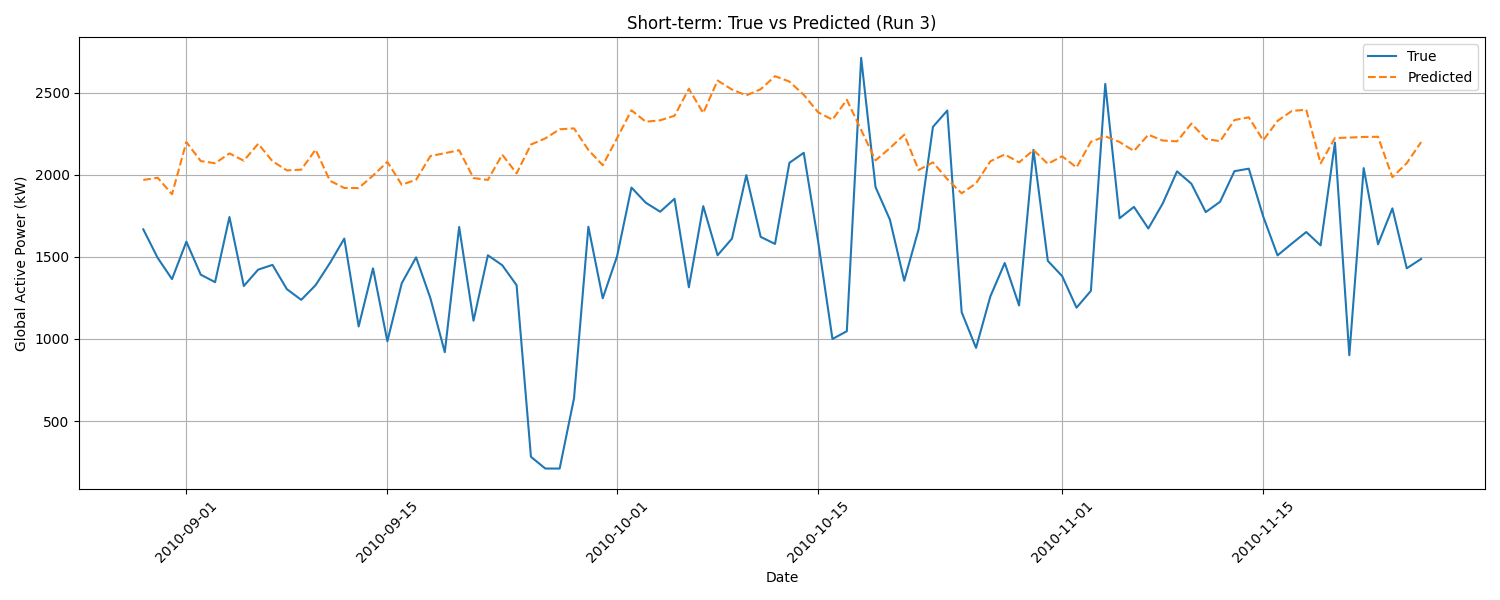 Short-term: True vs Predicted (Run 3)
True
Predicted
Global Active Power (kW)
2500
2000
1500
1000
500
2010-09-01
2010-09-15
2010-10-01
2010-10-15
2010-11-01
2010-11-15
Date